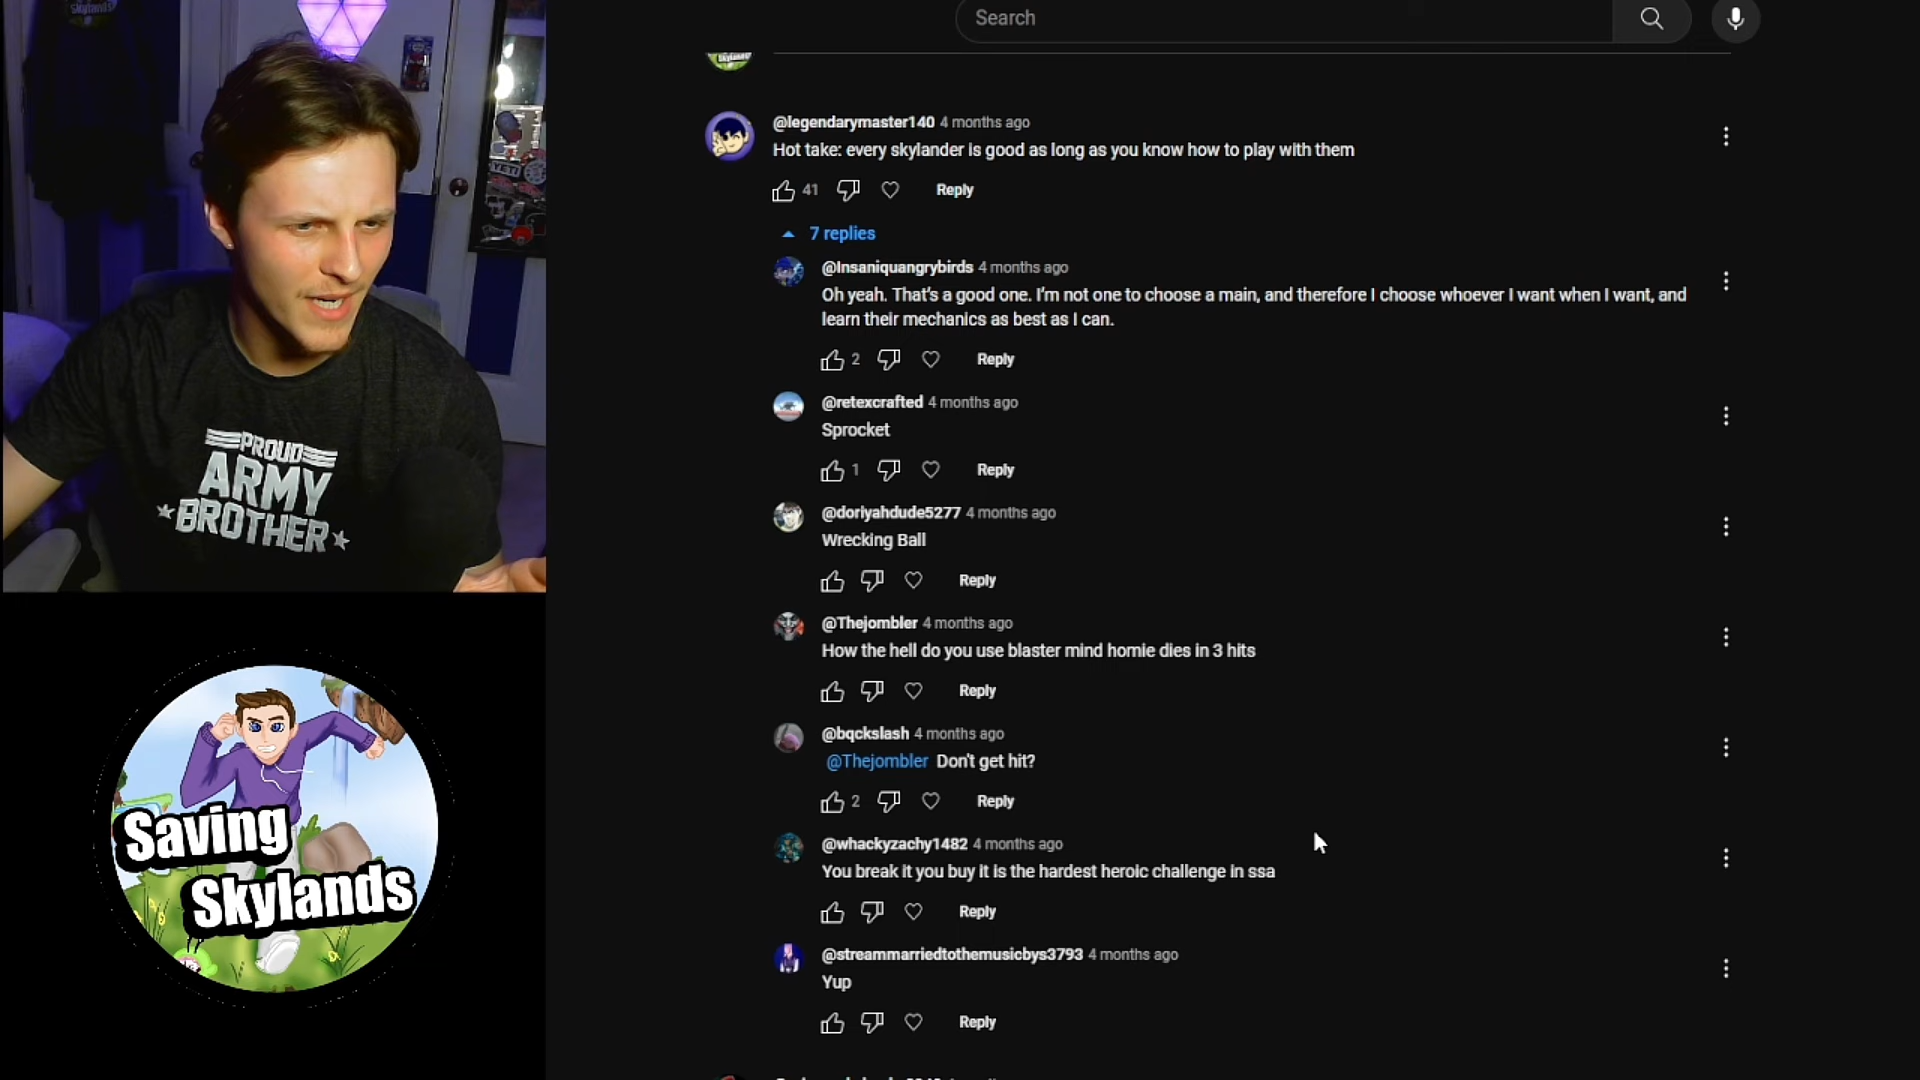 Search
@legendarymaster140 4 months ago
Hot take: every skylander is good as long as you know how to play with them
41
Reply
7 replies
@Insaniquangrybirds 4 months ago
Oh yeah. That's a good one. I'm not one to choose a main, and therefore I choose whoever I want when I want, and
learn their mechanics as best as I can.
2
Reply
@retexcrafted 4 months ago
Sprocket
1
Reply
@doriyahdude5277 4 months ago
Wrecking Ball
Reply
@Thejombler 4 months ago
How the hell do you use blaster mind homie dies in 3 hits
Reply
@bqckslash 4 months ago
@Thejombler Don't get hit?
2
Reply
@whackyzachy1482 4 months ago
You break it you buy it is the hardest heroic challenge in ssa
Reply
@streammarriedtothemusicbys3793 4 months ago
Yup
Reply
PROUD
ARMY
BROTHER
YETI
Saving
Skylands